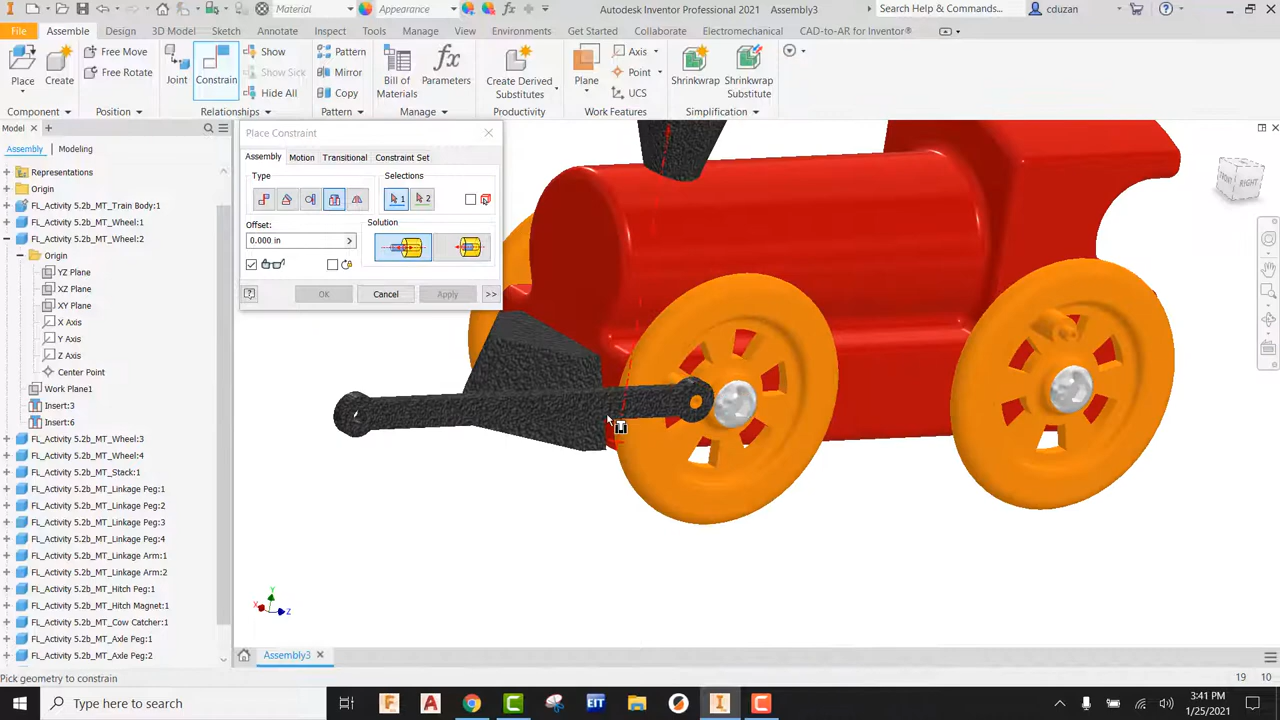 Material
Appearance
Autodesk Inventor Professional 2021 Assembly3
Search Help & Commands...
cduzan
File Assemble Design 3D Model Sketch Annotate Inspect Tools Manage View Environments Get Started Collaborate Electromechanical CAD-to-AR for Inventor®
Place
Create
Free Move
Free Rotate
Component
Position
Joint
Constrain
Show
Show Sick
Hide All
Relationships
Pattern
Mirror
Copy
Pattern
Bill of
Materials
fx
Parameters
Manage
Create Derived
Substitutes
Productivity
Plane
Axis
Point
UCS
Work Features
Shrinkwrap
Shrinkwrap
Substitute
Simplification
Model
Assembly Modeling
Representations
Origin
FL_Activity 5.2b_MT_Train Body:1
FL_Activity 5.2b_MT_Wheel:1
FL_Activity 5.2b_MT_Wheel:2
Origin
YZ Plane
XZ Plane
XY Plane
X Axis
Y Axis
Z Axis
Center Point
Work Plane1
Insert:3
Insert:6
FL_Activity 5.2b_MT_Wheel:3
FL_Activity 5.2b_MT_Wheel:4
FL_Activity 5.2b_MT_Stack:1
FL_Activity 5.2b_MT_Linkage Peg:1
FL_Activity 5.2b_MT_Linkage Peg:2
FL_Activity 5.2b_MT_Linkage Peg:3
FL_Activity 5.2b_MT_Linkage Peg:4
FL_Activity 5.2b_MT_Linkage Arm:1
FL_Activity 5.2b_MT_Linkage Arm:2
FL_Activity 5.2b_MT_Hitch Peg:1
FL_Activity 5.2b_MT_Hitch Magnet:1
FL_Activity 5.2b_MT_Cow Catcher:1
FL_Activity 5.2b_MT_Axle Peg:1
FL_Activity 5.2b_MT_Axle Peg:2
Place Constraint
Assembly Motion Transitional Constraint Set
Type
Selections
1
2
Offset:
0.000 in
Solution
OK
Cancel
Apply
>>
RIGHT
X
Y
Z
Assembly3
Pick geometry to constrain
19 10
Type here to search
EIT
3:41 PM
1/25/2021